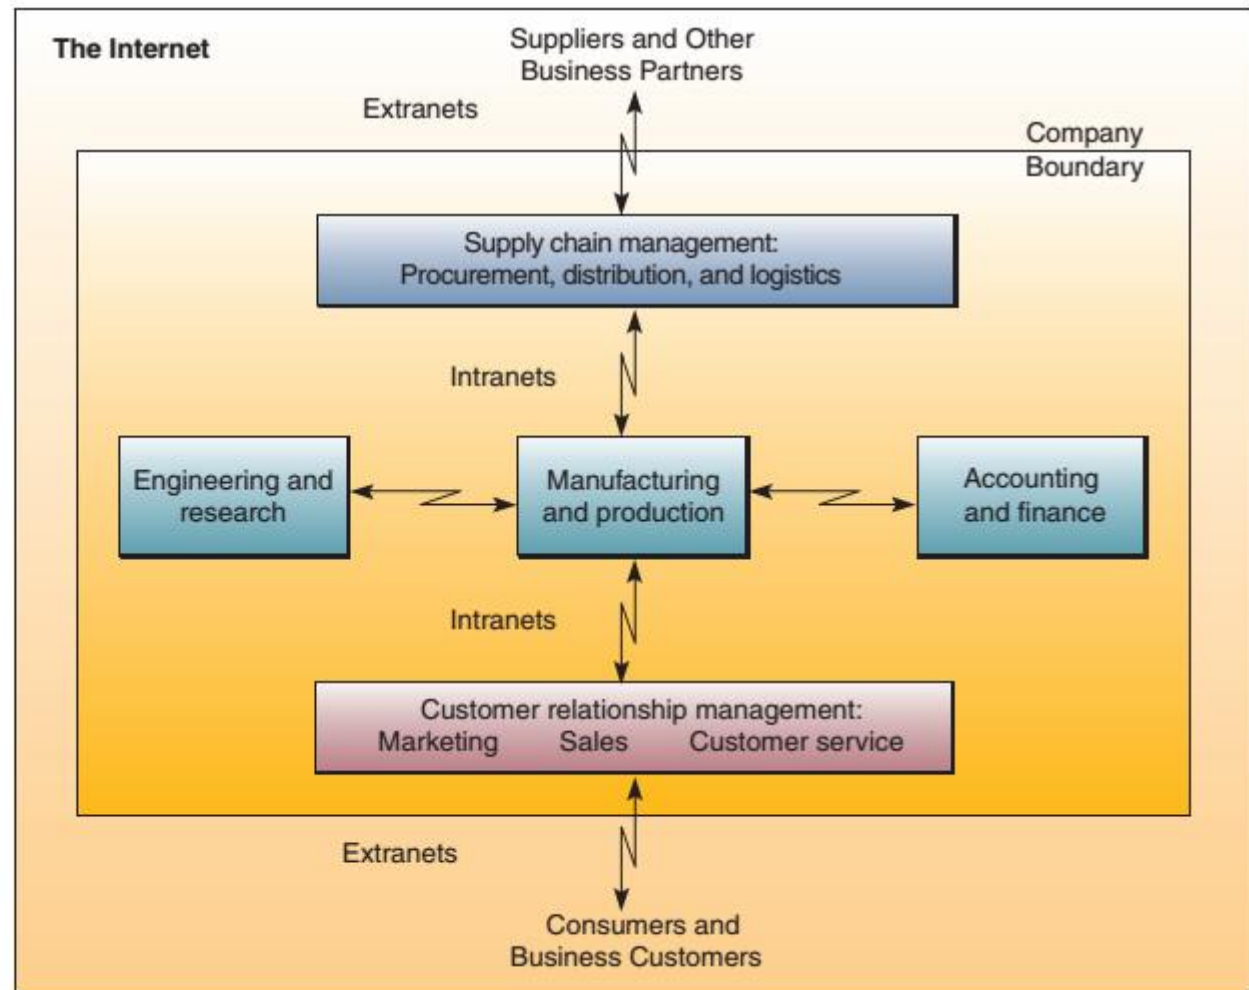 The Internet
Suppliers and Other
Business Partners
Extranets
Company
Boundary
Supply chain management:
Procurement, distribution, and logistics
Intranets
Engineering and
research
Manufacturing
and production
Accounting
and finance
Intranets
Customer relationship management:
Marketing Sales Customer service
Extranets
Consumers and
Business Customers